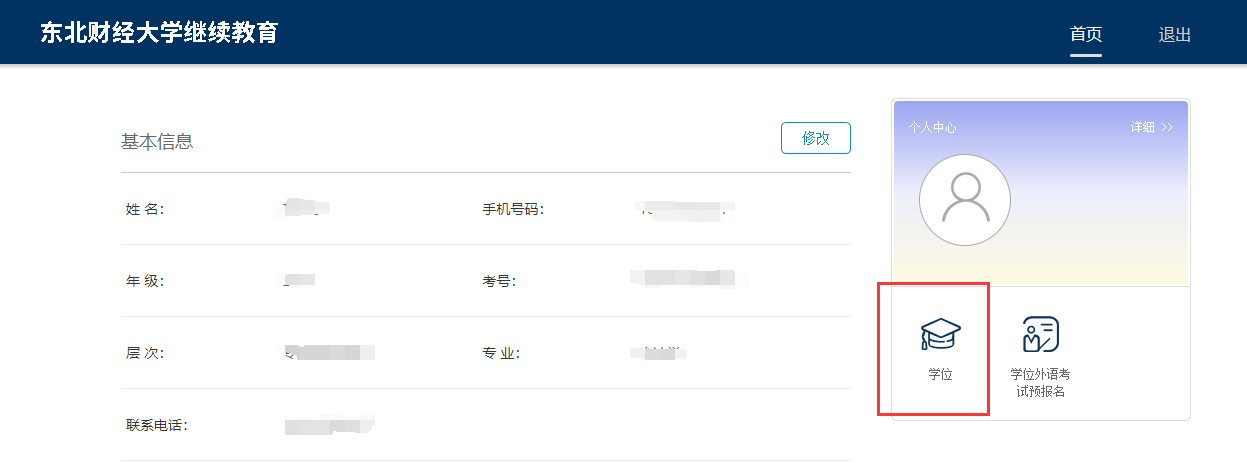 东北财经大学继续教育
首页
退出
基本信息
修改
姓 名：
手机号码：
年 级：
考号：
层 次：
专 业：
联系电话：
个人中心
详细 >>
学位
学位外语考
试预报名